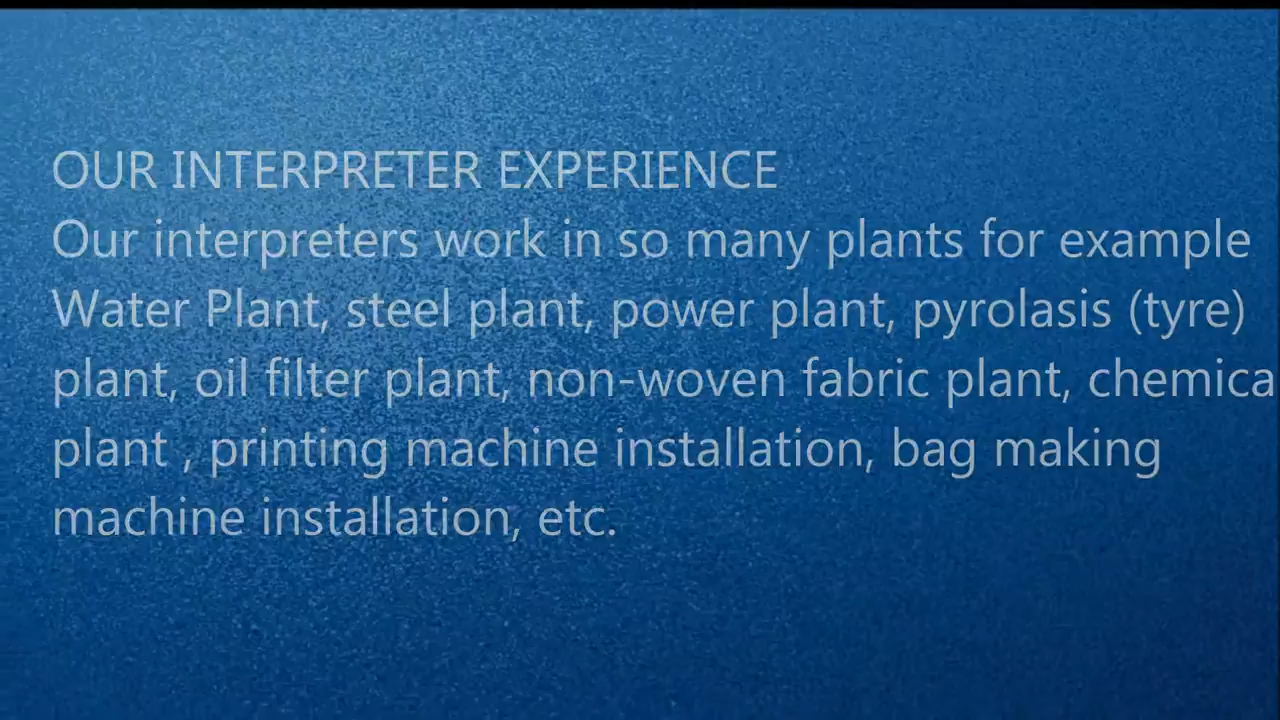 OUR INTERPRETER EXPERIENCE
Our interpreters work in so many plants for example
Water Plant, steel plant, power plant, pyrolasis (tyre)
plant, oil filter plant, non-woven fabric plant, chemica
plant , printing machine installation, bag making
machine installation, etc.